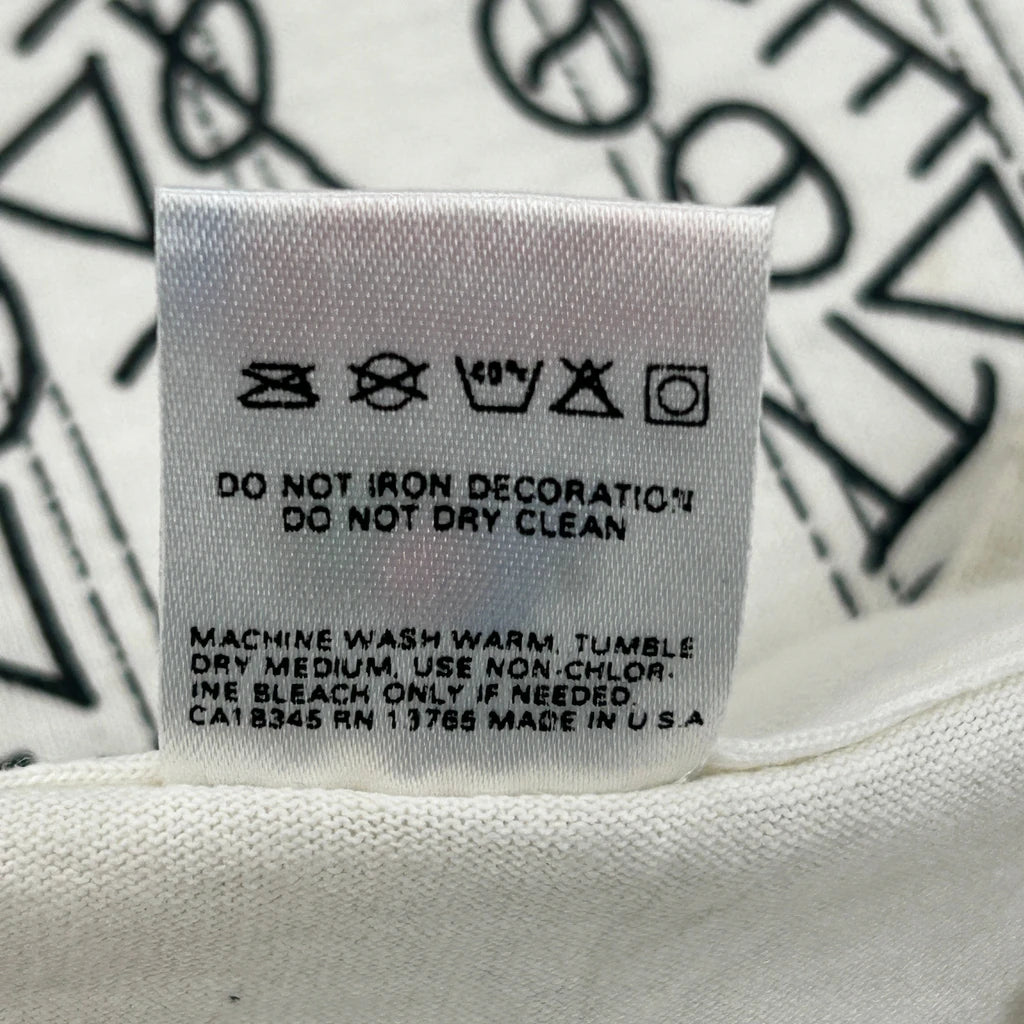 40°
DO NOT IRON DECORATION
DO NOT DRY CLEAN
MACHINE WASH WARM, TUMBLE
DRY MEDIUM, USE NON-CHLOR-
INE BLEACH ONLY IF NEEDED.
CA18345 RN 13765 MADE IN U.S.A